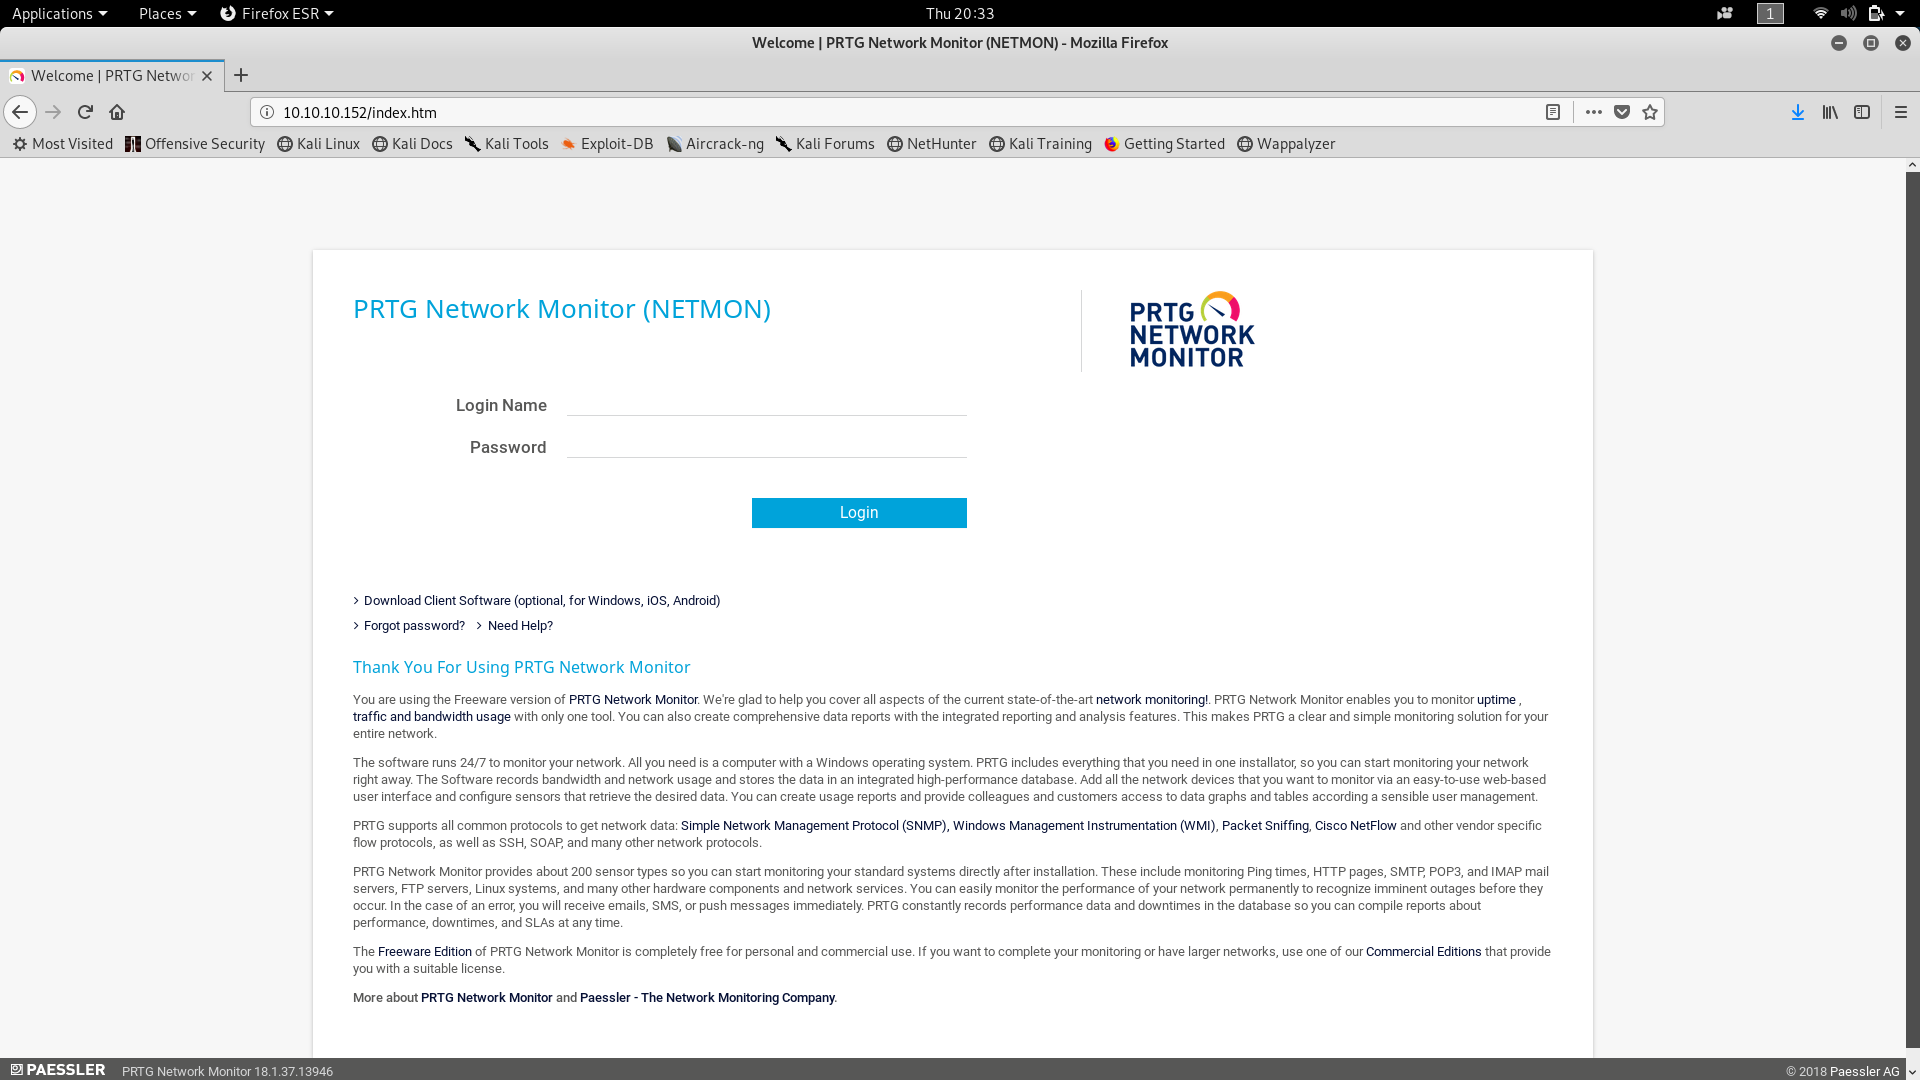 Applications Places Firefox ESR Thu 20:33 1
Welcome | PRTG Network Monitor (NETMON) - Mozilla Firefox
Welcome | PRTG Networ
10.10.10.152/index.htm
Most Visited Offensive Security Kali Linux Kali Docs Kali Tools Exploit-DB Aircrack-ng Kali Forums NetHunter Kali Training Getting Started Wappalyzer
PRTG Network Monitor (NETMON)
PRTG
NETWORK
MONITOR
Login Name
Password
Login
Download Client Software (optional, for Windows, iOS, Android)
Forgot password? Need Help?
Thank You For Using PRTG Network Monitor
You are using the Freeware version of PRTG Network Monitor. We're glad to help you cover all aspects of the current state-of-the-art network monitoring!. PRTG Network Monitor enables you to monitor uptime ,
traffic and bandwidth usage with only one tool. You can also create comprehensive data reports with the integrated reporting and analysis features. This makes PRTG a clear and simple monitoring solution for your
entire network.
The software runs 24/7 to monitor your network. All you need is a computer with a Windows operating system. PRTG includes everything that you need in one installer, so you can start monitoring your network
right away. The Software records bandwidth and network usage and stores the data in an integrated high-performance database. Add all the network devices that you want to monitor via an easy-to-use web-based
user interface and configure sensors that retrieve the desired data. You can create usage reports and provide colleagues and customers access to data graphs and tables according a sensible user management.
PRTG supports all common protocols to get network data: Simple Network Management Protocol (SNMP), Windows Management Instrumentation (WMI), Packet Sniffing, Cisco NetFlow and other vendor specific
flow protocols, as well as SSH, SOAP, and many other network protocols.
PRTG Network Monitor provides about 200 sensor types so you can start monitoring your standard systems directly after installation. These include monitoring Ping times, HTTP pages, SMTP, POP3, and IMAP mail
servers, FTP servers, Linux systems, and many other hardware components and network services. You can easily monitor the performance of your network permanently to recognize imminent outages before they
occur. In the case of an error, you will receive emails, SMS, or push messages immediately. PRTG constantly records performance data and downtimes in the database so you can compile reports about
performance, downtimes, and SLAs at any time.
The Freeware Edition of PRTG Network Monitor is completely free for personal and commercial use. If you want to complete your monitoring or have larger networks, use one of our Commercial Editions that provide
you with a suitable license.
More about PRTG Network Monitor and Paessler - The Network Monitoring Company.
PAESSLER PRTG Network Monitor 18.1.37.13946 © 2018 Paessler AG